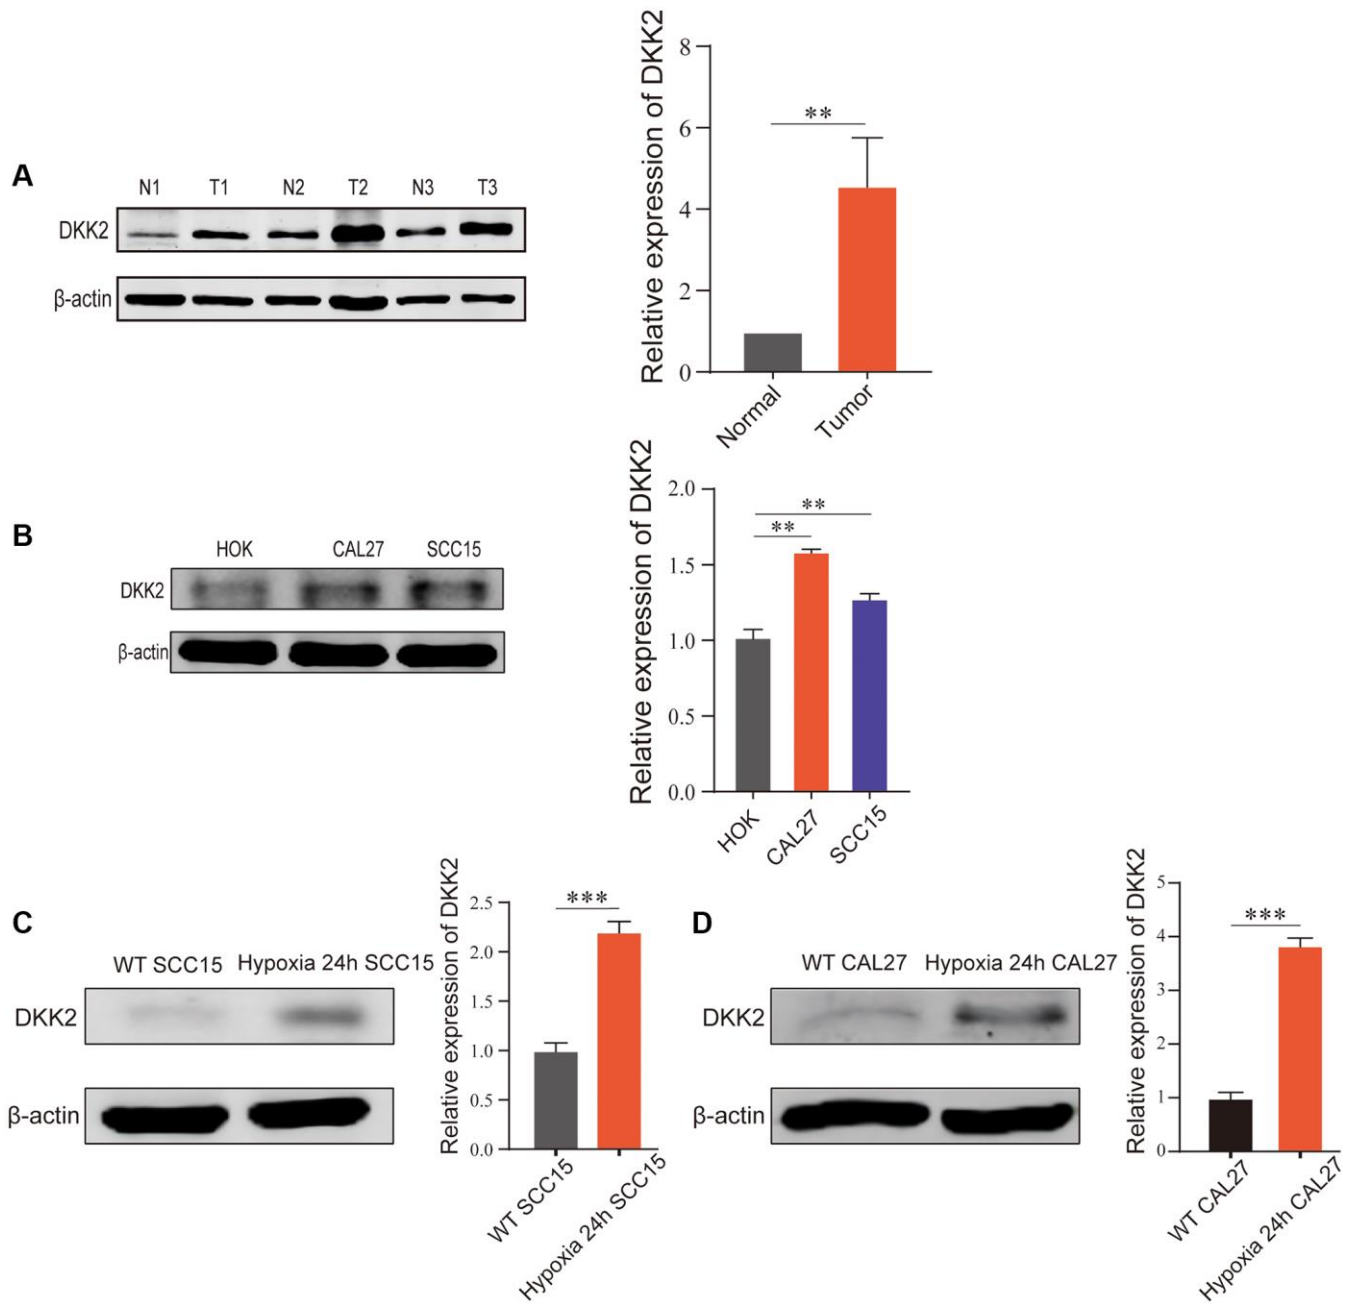 A
N1 T1 N2 T2 N3 T3
DKK2
β-actin
Relative expression of DKK2
8
6
4
2
0
**
Normal
Tumor
B
HOK CAL27 SCC15
DKK2
β-actin
Relative expression of DKK2
2.0
1.5
1.0
0.5
0.0
**
**
HOK
CAL27
SCC15
C
WT SCC15 Hypoxia 24h SCC15
DKK2
β-actin
Relative expression of DKK2
2.5
2.0
1.5
1.0
0.5
0.0
***
WT SCC15
Hypoxia 24h SCC15
D
WT CAL27 Hypoxia 24h CAL27
DKK2
β-actin
Relative expression of DKK2
5
4
3
2
1
0
***
WT CAL27
Hypoxia 24h CAL27